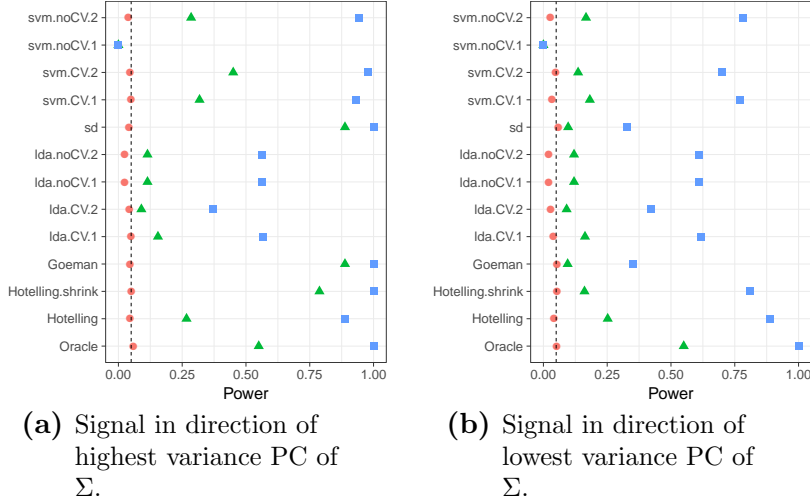 svm.noCV.2
svm.noCV.1
svm.CV.2
svm.CV.1
sd
lda.noCV.2
lda.noCV.1
lda.CV.2
lda.CV.1
Goeman
Hotelling.shrink
Hotelling
Oracle
0.00 0.25 0.50 0.75 1.00
Power
(a) Signal in direction of
highest variance PC of
Σ.
svm.noCV.2
svm.noCV.1
svm.CV.2
svm.CV.1
sd
lda.noCV.2
lda.noCV.1
lda.CV.2
lda.CV.1
Goeman
Hotelling.shrink
Hotelling
Oracle
0.00 0.25 0.50 0.75 1.00
Power
(b) Signal in direction of
lowest variance PC of
Σ.